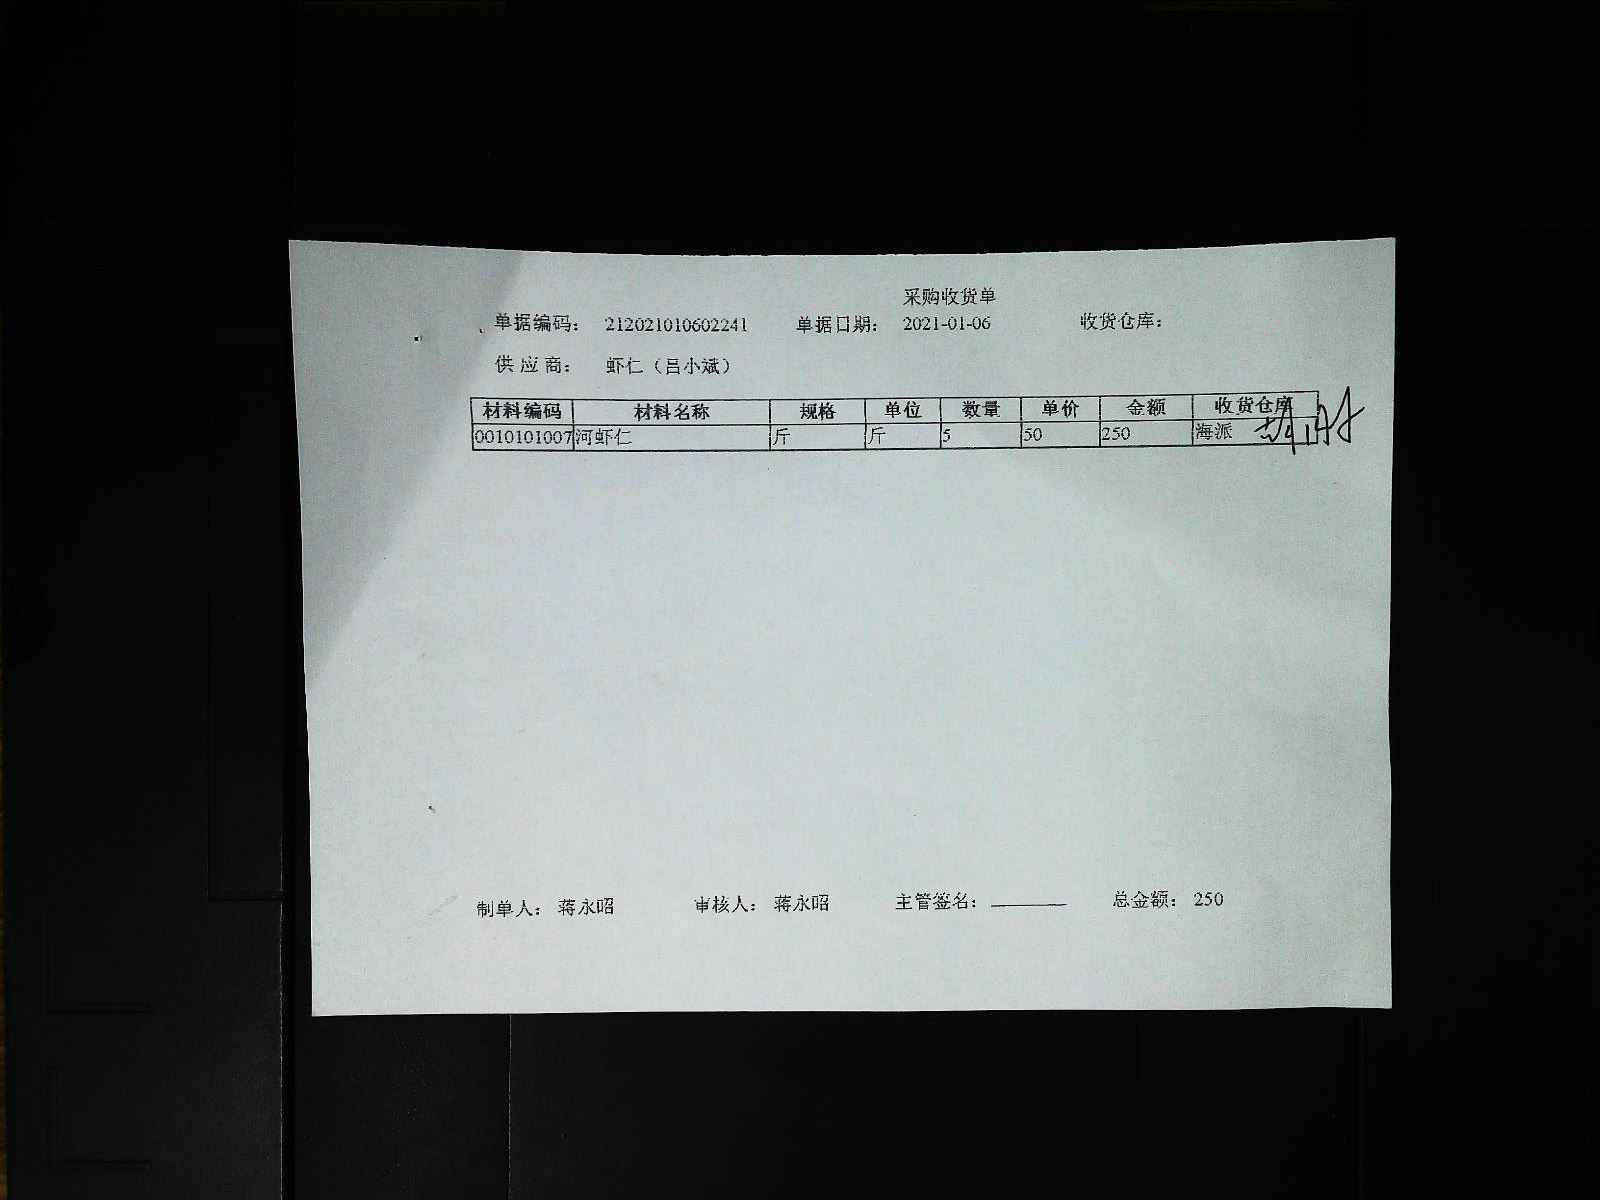 采购收货单
单据编码： 212021010602241 单据日期： 2021-01-06 收货仓库：
供应商： 虾仁（吕小斌）
材料编码 材料名称 规格 单位 数量 单价 金额 收货仓库
0010101007 河虾仁 斤 斤 5 50 250 海派
制单人： 蒋永昭 审核人： 蒋永昭 主管签名： 总金额： 250